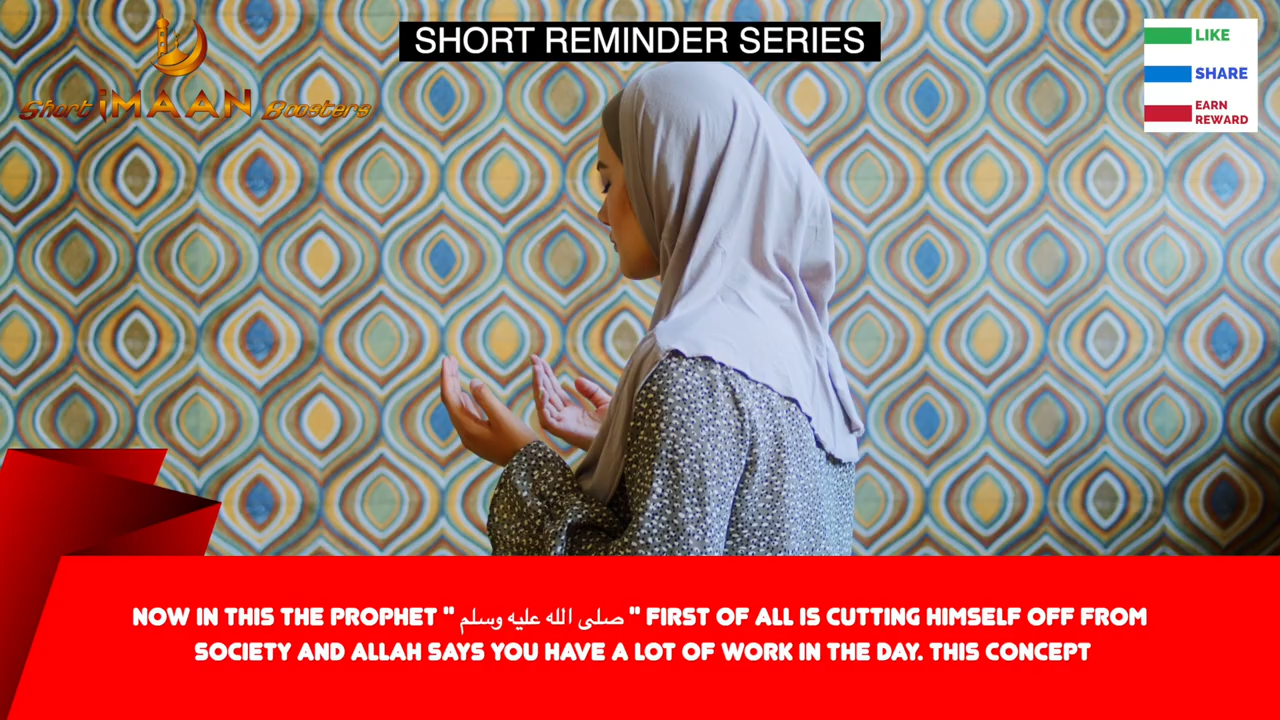 SHORT REMINDER SERIES
Short iMAAN Boosters
LIKE
SHARE
EARN
REWARD
NOW IN THIS THE PROPHET " صلى الله عليه وسلم " FIRST OF ALL IS CUTTING HIMSELF OFF FROM
SOCIETY AND ALLAH SAYS YOU HAVE A LOT OF WORK IN THE DAY. THIS CONCEPT